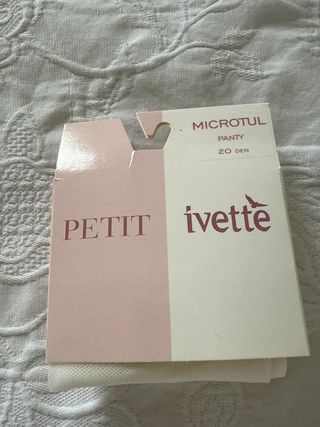 MICROTUL
PANTY
20 DEN
PETIT
ivette